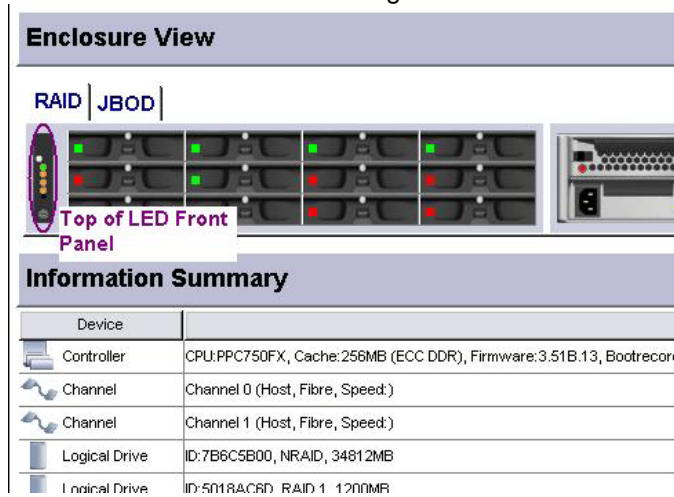 Enclosure View
RAID JBOD
Top of LED Front
Panel
Information Summary
Device
Controller CPU:PPC750FX, Cache:256MB (ECC DDR), Firmware:3.51B.13, Bootrecor
Channel Channel 0 (Host, Fibre, Speed:)
Channel Channel 1 (Host, Fibre, Speed:)
Logical Drive ID:7B6C5B00, NRAID, 34812MB
Logical Drive ID:5018AC6D, RAID 1, 1200MB